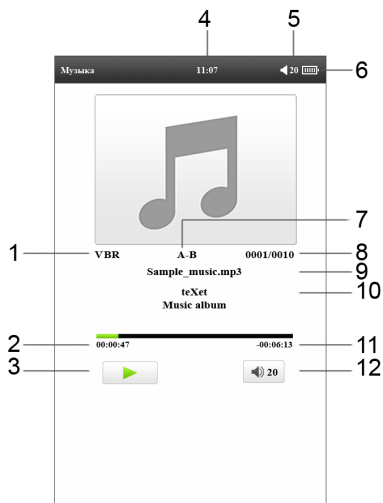 4 5
Музыка 11:07 20 6
7
1 VBR A-B 0001/0010 8
Sample_music.mp3 9
teXet 10
Music album
2 00:00:47 -00:06:13 11
3 20 12